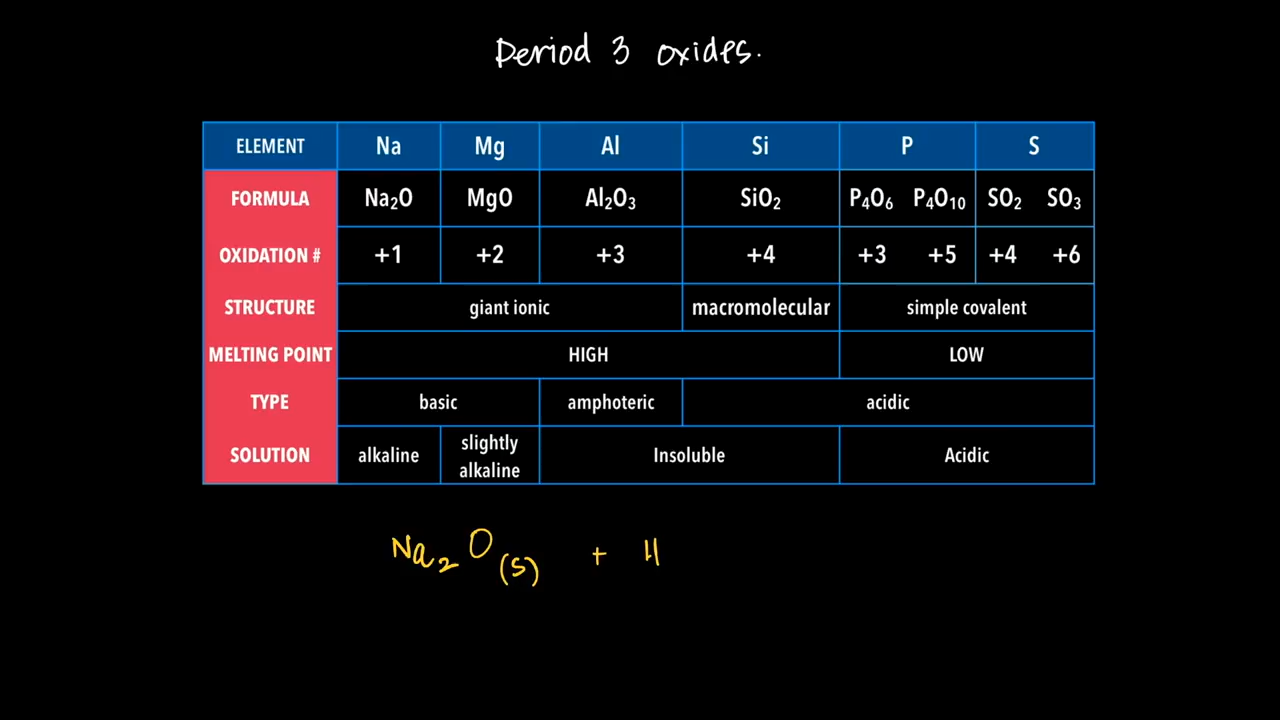 Period 3 oxides.
ELEMENT Na Mg Al Si P S
FORMULA Na₂O MgO Al₂O₃ SiO₂ P₄O₆ P₄O₁₀ SO₂ SO₃
OXIDATION # +1 +2 +3 +4 +3 +5 +4 +6
STRUCTURE giant ionic macromolecular simple covalent
MELTING POINT HIGH LOW
TYPE basic amphoteric acidic
SOLUTION alkaline slightly alkaline Insoluble Acidic
Na₂O(s) +